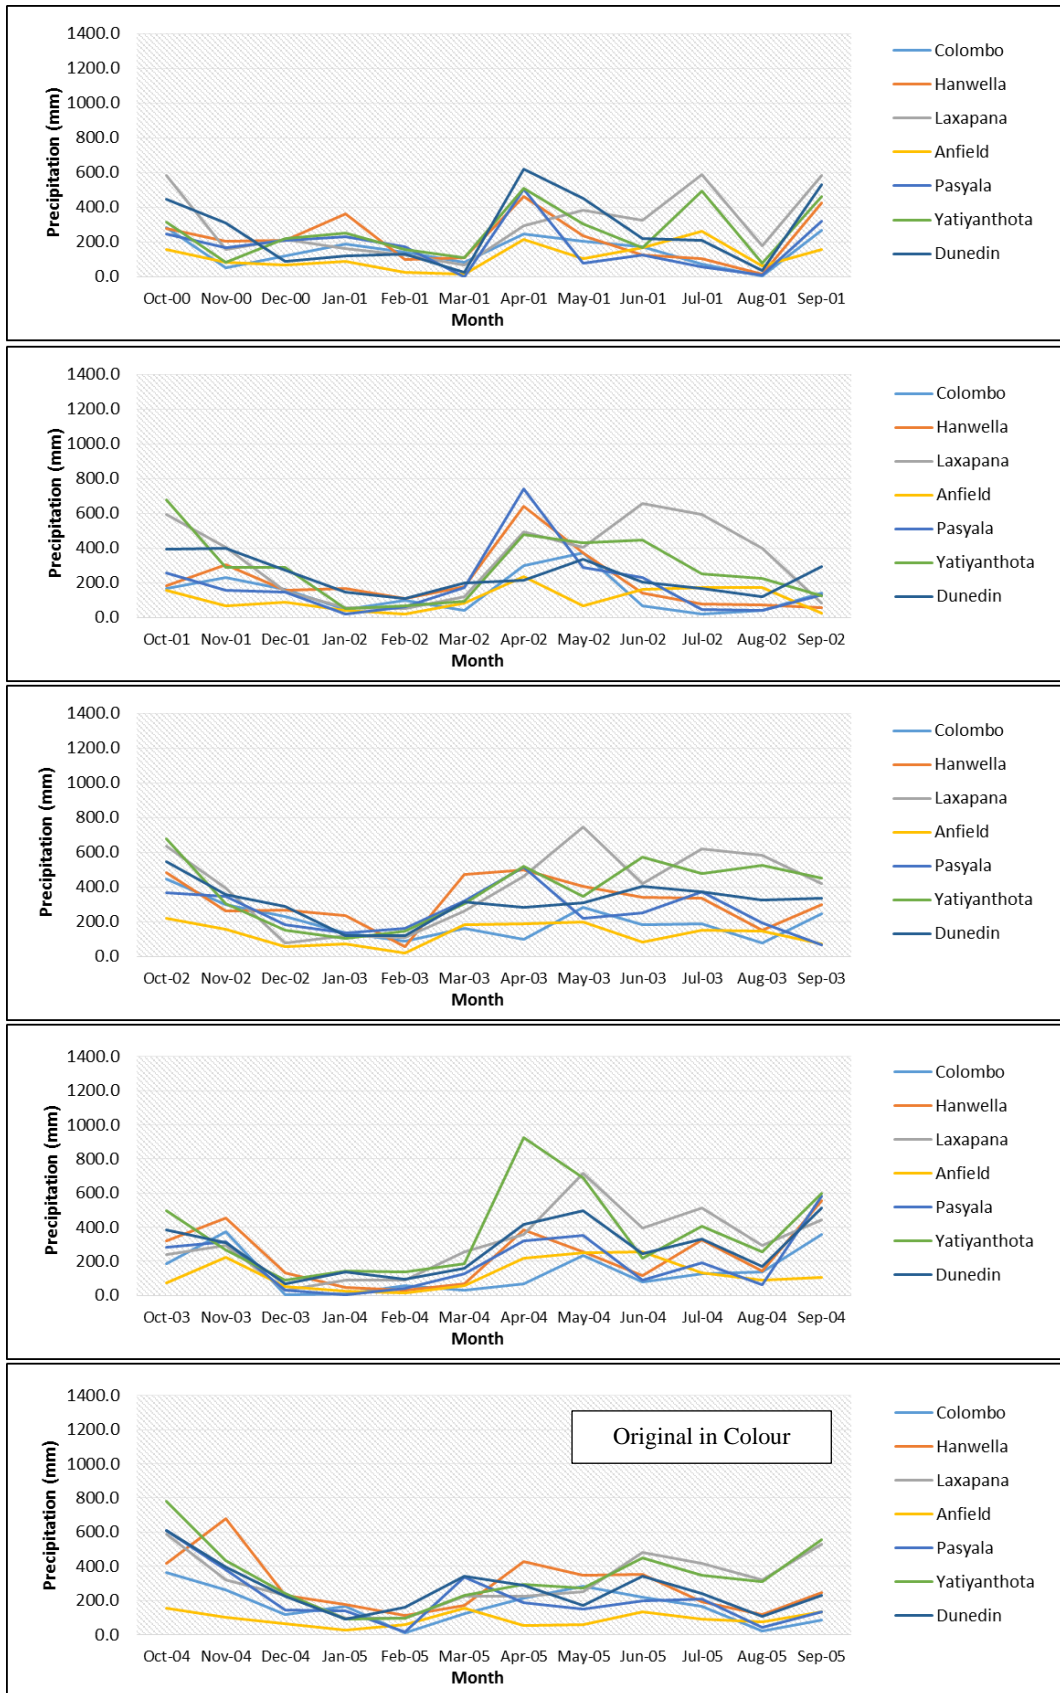 1400.0
1200.0
1000.0
800.0
600.0
400.0
200.0
0.0
Precipitation (mm)
Oct-00 Nov-00 Dec-00 Jan-01 Feb-01 Mar-01 Apr-01 May-01 Jun-01 Jul-01 Aug-01 Sep-01
Month
Colombo
Hanwella
Laxapana
Anfield
Pasyala
Yatiyanthota
Dunedin
1400.0
1200.0
1000.0
800.0
600.0
400.0
200.0
0.0
Precipitation (mm)
Oct-01 Nov-01 Dec-01 Jan-02 Feb-02 Mar-02 Apr-02 May-02 Jun-02 Jul-02 Aug-02 Sep-02
Month
Colombo
Hanwella
Laxapana
Anfield
Pasyala
Yatiyanthota
Dunedin
1400.0
1200.0
1000.0
800.0
600.0
400.0
200.0
0.0
Precipitation (mm)
Oct-02 Nov-02 Dec-02 Jan-03 Feb-03 Mar-03 Apr-03 May-03 Jun-03 Jul-03 Aug-03 Sep-03
Month
Colombo
Hanwella
Laxapana
Anfield
Pasyala
Yatiyanthota
Dunedin
1400.0
1200.0
1000.0
800.0
600.0
400.0
200.0
0.0
Precipitation (mm)
Oct-03 Nov-03 Dec-03 Jan-04 Feb-04 Mar-04 Apr-04 May-04 Jun-04 Jul-04 Aug-04 Sep-04
Month
Colombo
Hanwella
Laxapana
Anfield
Pasyala
Yatiyanthota
Dunedin
1400.0
1200.0
1000.0
800.0
600.0
400.0
200.0
0.0
Precipitation (mm)
Original in Colour
Oct-04 Nov-04 Dec-04 Jan-05 Feb-05 Mar-05 Apr-05 May-05 Jun-05 Jul-05 Aug-05 Sep-05
Month
Colombo
Hanwella
Laxapana
Anfield
Pasyala
Yatiyanthota
Dunedin